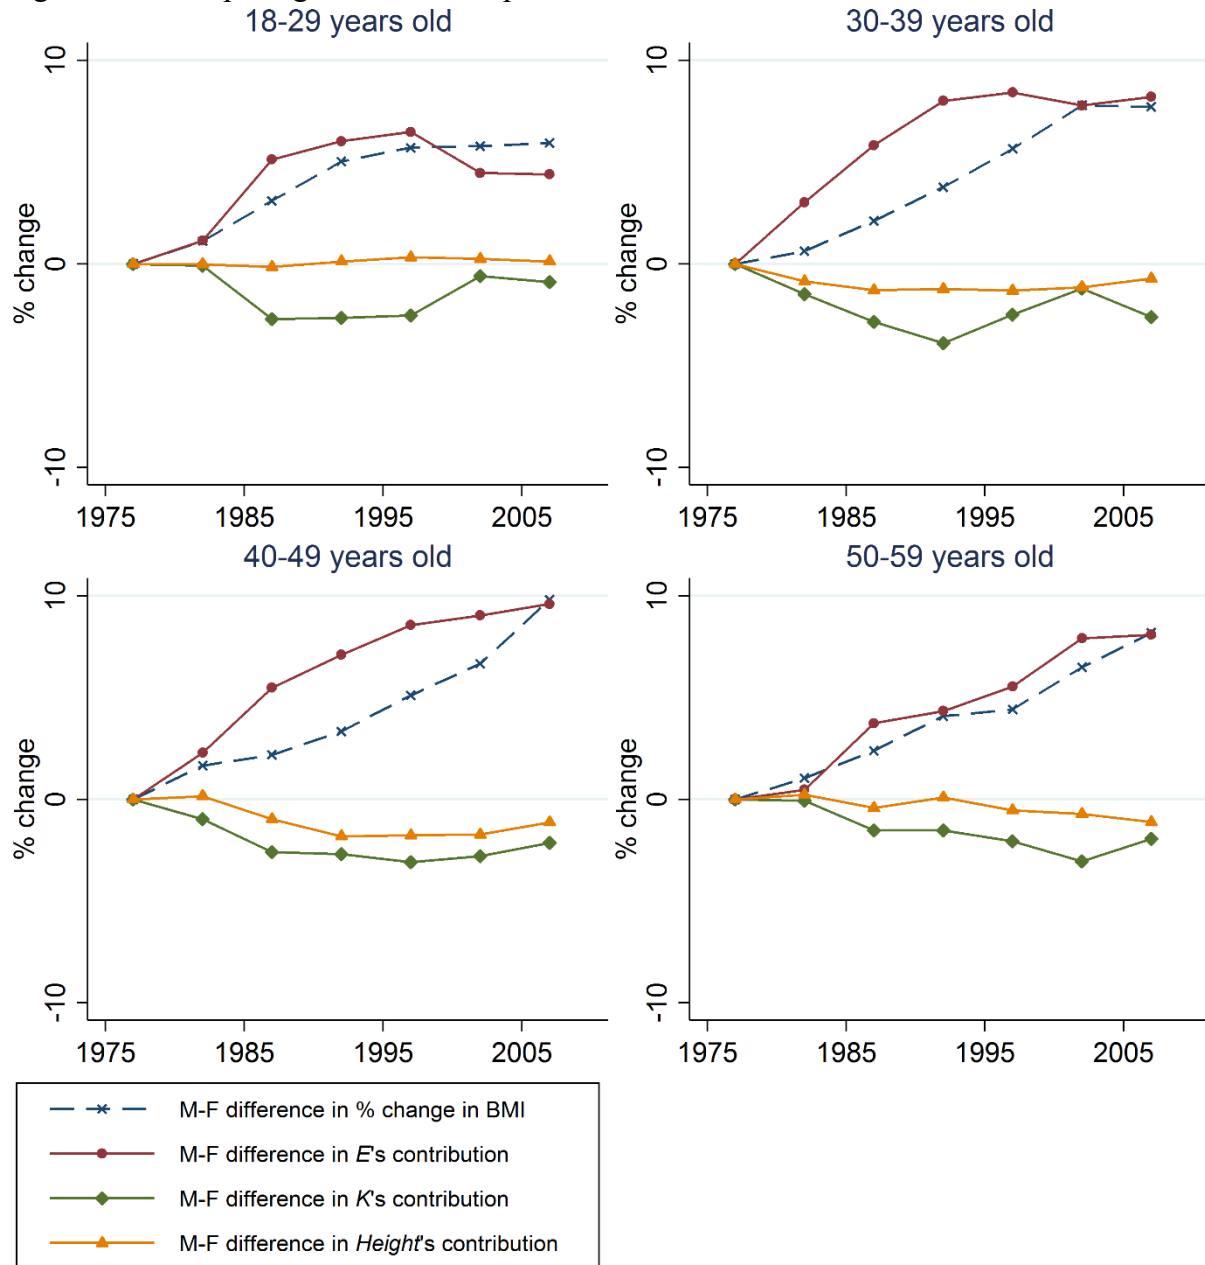 18-29 years old
30-39 years old
10
0
-10
% change
1975 1985 1995 2005
10
0
-10
% change
1975 1985 1995 2005
40-49 years old
50-59 years old
10
0
-10
% change
1975 1985 1995 2005
10
0
-10
% change
1975 1985 1995 2005
M-F difference in % change in BMI
M-F difference in E's contribution
M-F difference in K's contribution
M-F difference in Height's contribution